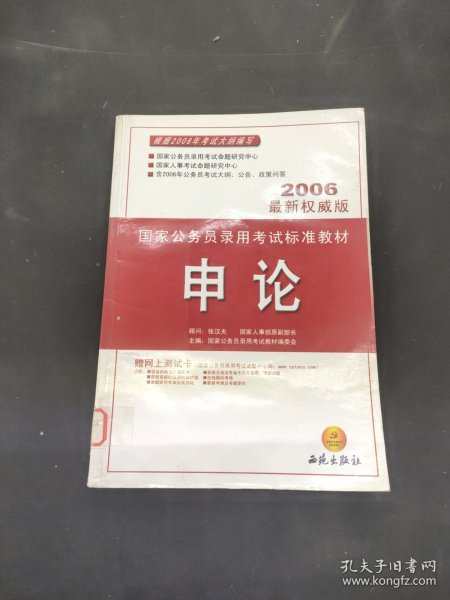 根据2006年考试大纲编写
■国家公务员录用考试命题研究中心
■国家人事考试命题研究中心
■含2006年公务员考试大纲、公告、政策问答
2006
最新权威版
国家公务员录用考试标准教材
申论
顾问：张汉夫 国家人事部原副部长
主编：国家公务员录用考试教材编委会
赠网上测试卡
西苑出版社
孔夫子旧书网
www.kongfz.com